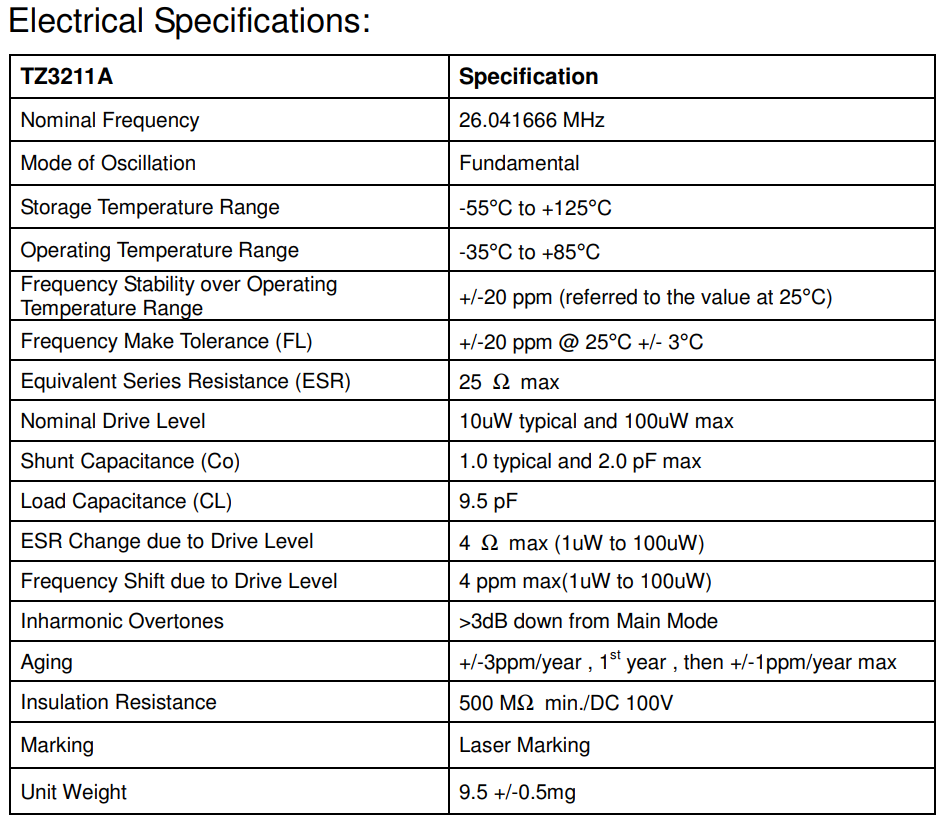 Electrical Specifications:
TZ3211A Specification
Nominal Frequency 26.041666 MHz
Mode of Oscillation Fundamental
Storage Temperature Range -55°C to +125°C
Operating Temperature Range -35°C to +85°C
Frequency Stability over Operating
Temperature Range +/-20 ppm (referred to the value at 25°C)
Frequency Make Tolerance (FL) +/-20 ppm @ 25°C +/- 3°C
Equivalent Series Resistance (ESR) 25 Ω max
Nominal Drive Level 10uW typical and 100uW max
Shunt Capacitance (Co) 1.0 typical and 2.0 pF max
Load Capacitance (CL) 9.5 pF
ESR Change due to Drive Level 4 Ω max (1uW to 100uW)
Frequency Shift due to Drive Level 4 ppm max(1uW to 100uW)
Inharmonic Overtones >3dB down from Main Mode
Aging +/-3ppm/year , 1st year , then +/-1ppm/year max
Insulation Resistance 500 MΩ min./DC 100V
Marking Laser Marking
Unit Weight 9.5 +/-0.5mg